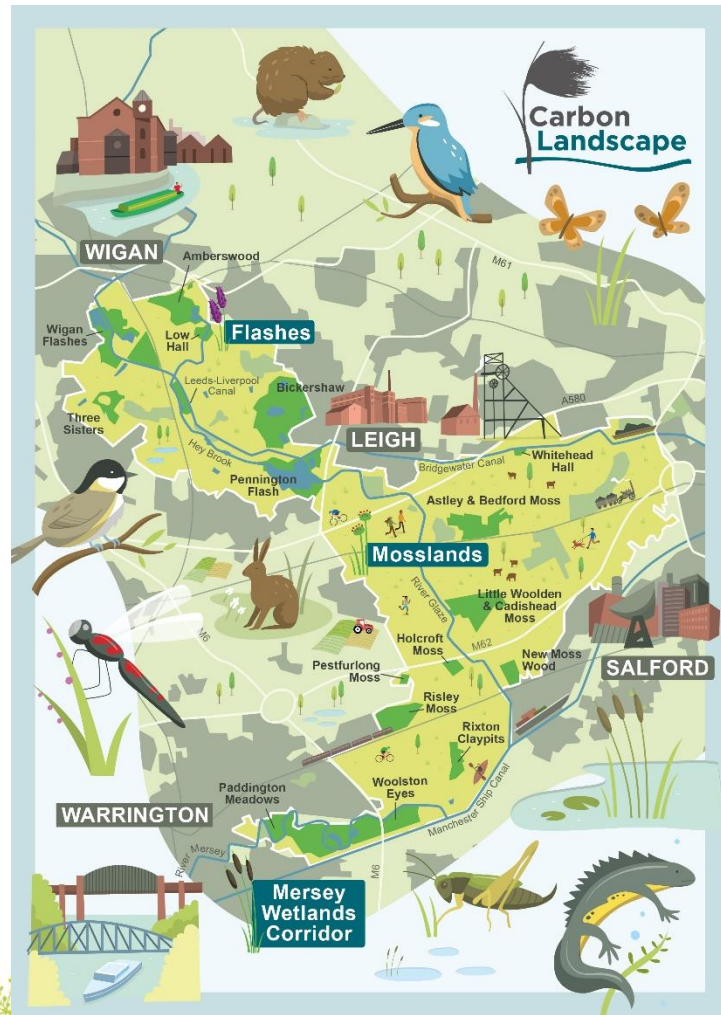 Carbon
Landscape
WIGAN
Amberswood
M61
Wigan
Flashes
Low
Hall
Flashes
Leeds-Liverpool
Canal
Bickershaw
Three
Sisters
A580
LEIGH
Hey Brook
Bridgewater Canal
Whitehead
Hall
Pennington
Flash
Astley & Bedford Moss
Mosslands
River Glaze
Little Woolden
& Cadishead
Moss
M6
M62
Holcroft
Moss
New Moss
Wood
SALFORD
Pestfurlong
Moss
Risley
Moss
Rixton
Claypits
Paddington
Meadows
Woolston
Eyes
WARRINGTON
Manchester Ship Canal
River Mersey
M6
Mersey
Wetlands
Corridor